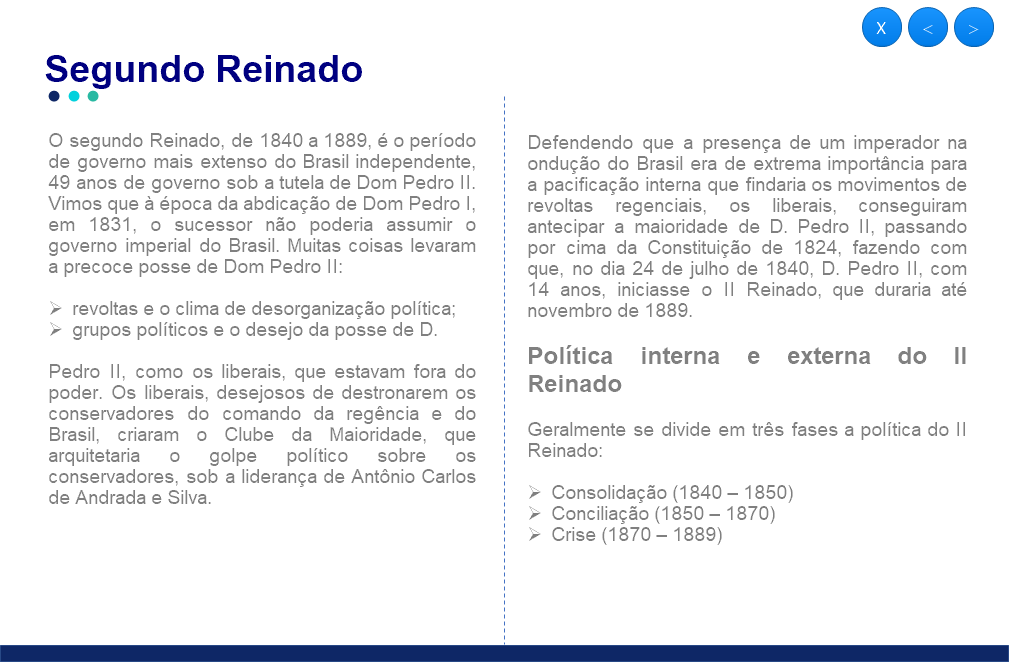 X < >
Segundo Reinado
O segundo Reinado, de 1840 a 1889, é o período
de governo mais extenso do Brasil independente,
49 anos de governo sob a tutela de Dom Pedro II.
Vimos que à época da abdicação de Dom Pedro I,
em 1831, o sucessor não poderia assumir o
governo imperial do Brasil. Muitas coisas levaram
a precoce posse de Dom Pedro II:
➢ revoltas e o clima de desorganização política;
➢ grupos políticos e o desejo da posse de D.
Pedro II, como os liberais, que estavam fora do
poder. Os liberais, desejosos de destronarem os
conservadores do comando da regência e do
Brasil, criaram o Clube da Maioridade, que
arquitetaria o golpe político sobre os
conservadores, sob a liderança de Antônio Carlos
de Andrada e Silva.
Defendendo que a presença de um imperador na
ondução do Brasil era de extrema importância para
a pacificação interna que findaria os movimentos de
revoltas regenciais, os liberais, conseguiram
antecipar a maioridade de D. Pedro II, passando
por cima da Constituição de 1824, fazendo com
que, no dia 24 de julho de 1840, D. Pedro II, com
14 anos, iniciasse o II Reinado, que duraria até
novembro de 1889.
Política interna e externa do II
Reinado
Geralmente se divide em três fases a política do II
Reinado:
➢ Consolidação (1840 – 1850)
➢ Conciliação (1850 – 1870)
➢ Crise (1870 – 1889)